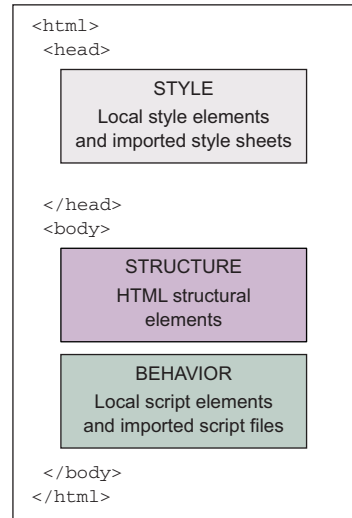 <html>
<head>
STYLE
Local style elements
and imported style sheets
</head>
<body>
STRUCTURE
HTML structural
elements
BEHAVIOR
Local script elements
and imported script files
</body>
</html>